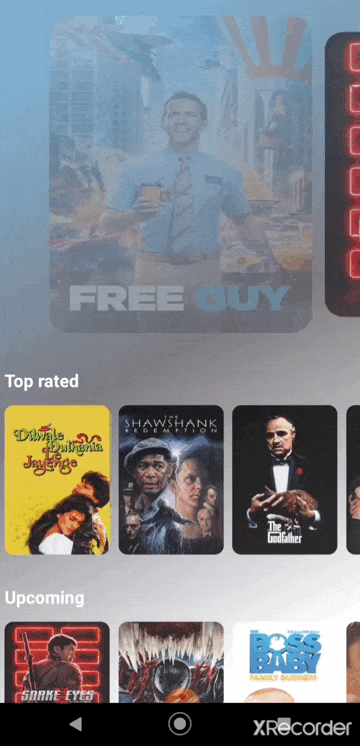 FREE GUY
Top rated
Dilwale
Dulhania
Le
Jayenge
THE
SHAWSHANK
REDEMPTION
The
Godfather
Upcoming
SNAKE EYES
THE
BOSS
BABY
FAMILY BUSINESS
XRecorder